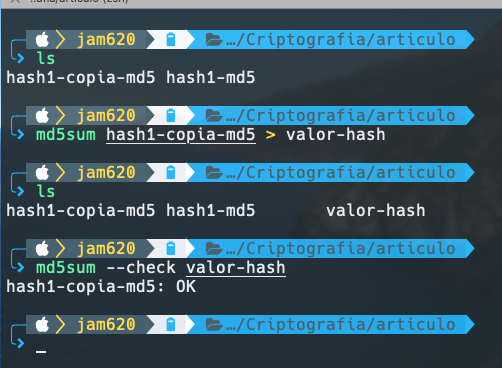 jam620 …/Criptografia/articulo
ls
hash1-copia-md5 hash1-md5
jam620 …/Criptografia/articulo
md5sum hash1-copia-md5 > valor-hash
jam620 …/Criptografia/articulo
ls
hash1-copia-md5 hash1-md5 valor-hash
jam620 …/Criptografia/articulo
md5sum --check valor-hash
hash1-copia-md5: OK
jam620 …/Criptografia/articulo